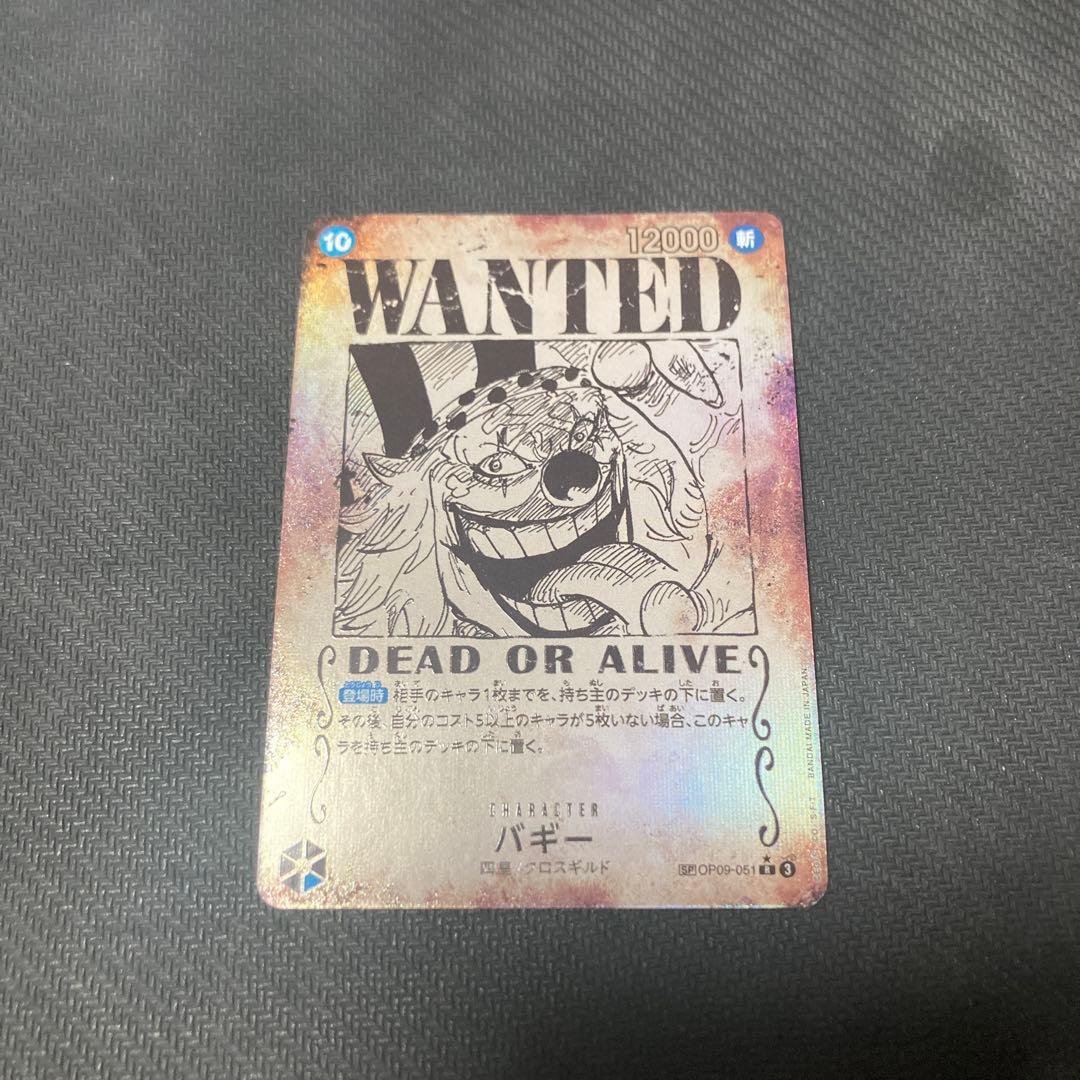 10
12000
斬
WANTED
DEAD OR ALIVE
登場時 相手のキャラ1枚までを、持ち主のデッキの下に置く。
その後、自分のコスト5以上のキャラが5枚いない場合、このキャ
ラを持ち主のデッキの下に置く。
CHARACTER
バギー
四皇/クロスギルド
SP OP09-051 R 3
BANDAI MADE IN JAPAN.